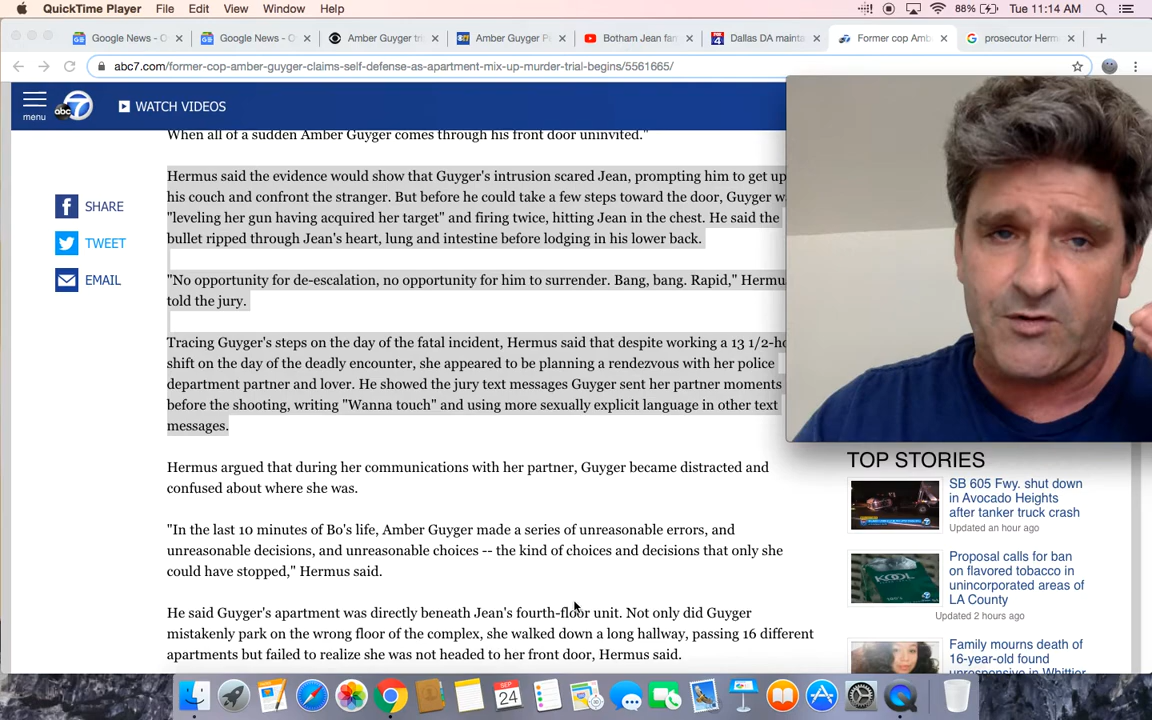 QuickTime Player File Edit View Window Help 88% Tue 11:14 AM
Google News - Google News - Amber Guyger Amber Guyger Botham Jean Dallas DA Former cop prosecutor
abc7.com/former-cop-amber-guyger-claims-self-defense-as-apartment-mix-up-murder-trial-begins/5561665/
menu abc 7 WATCH VIDEOS
When all of a sudden Amber Guyger comes through his front door uninvited."
Hermus said the evidence would show that Guyger's intrusion scared Jean, prompting him to get up
his couch and confront the stranger. But before he could take a few steps toward the door, Guyger
"leveling her gun having acquired her target" and firing twice, hitting Jean in the chest. He said the
bullet ripped through Jean's heart, lung and intestine before lodging in his lower back.
"No opportunity for de-escalation, no opportunity for him to surrender. Bang, bang. Rapid,"
told the jury.
Tracing Guyger's steps on the day of the fatal incident, Hermus said that despite working a 13
shift on the day of the deadly encounter, she appeared to be planning a rendezvous with her police
department partner and lover. He showed the jury text messages Guyger sent her partner moments
before the shooting, writing "Wanna touch" and using more sexually explicit language in other text
messages.
Hermus argued that during her communications with her partner, Guyger became distracted and
confused about where she was.
"In the last 10 minutes of Bo's life, Amber Guyger made a series of unreasonable errors, and
unreasonable decisions, and unreasonable choices -- the kind of choices and decisions that only she
could have stopped," Hermus said.
He said Guyger's apartment was directly beneath Jean's fourth-floor unit. Not only did Guyger
mistakenly park on the wrong floor of the complex, she walked down a long hallway, passing 16 different
apartments but failed to realize she was not headed to her front door, Hermus said.
SHARE
TWEET
EMAIL
TOP STORIES
SB 605 Fwy. shut down
in Avocado Heights
after tanker truck crash
Updated an hour ago
KOOL
Proposal calls for ban
on flavored tobacco in
unincorporated areas of
LA County
Updated 2 hours ago
Family mourns death of
16-year-old found
unresponsive in Whittier
SEP
24